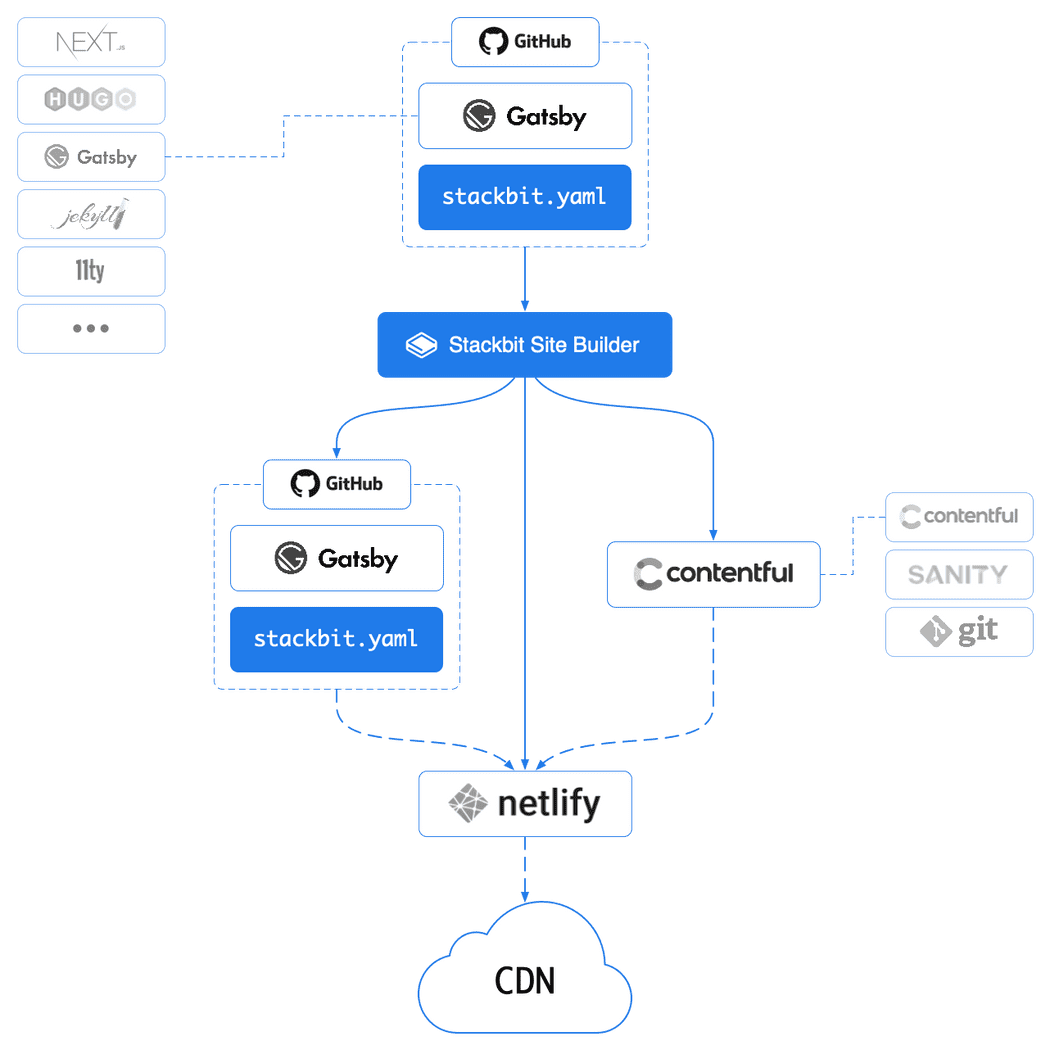 NEXT.JS
HUGO
Gatsby
jekyll
11ty
GitHub
Gatsby
stackbit.yaml
Stackbit Site Builder
GitHub
Gatsby
stackbit.yaml
contentful
contentful
SANITY
git
netlify
CDN